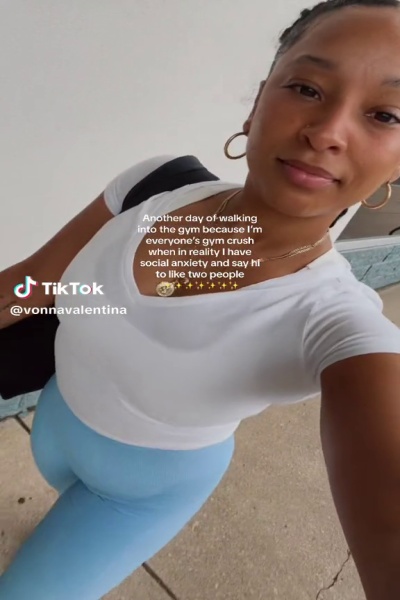 Another day of walking
into the gym because I'm
everyone's gym crush
when in reality I have
social anxiety and say hi
to like two people
TikTok
@vonnavalentina